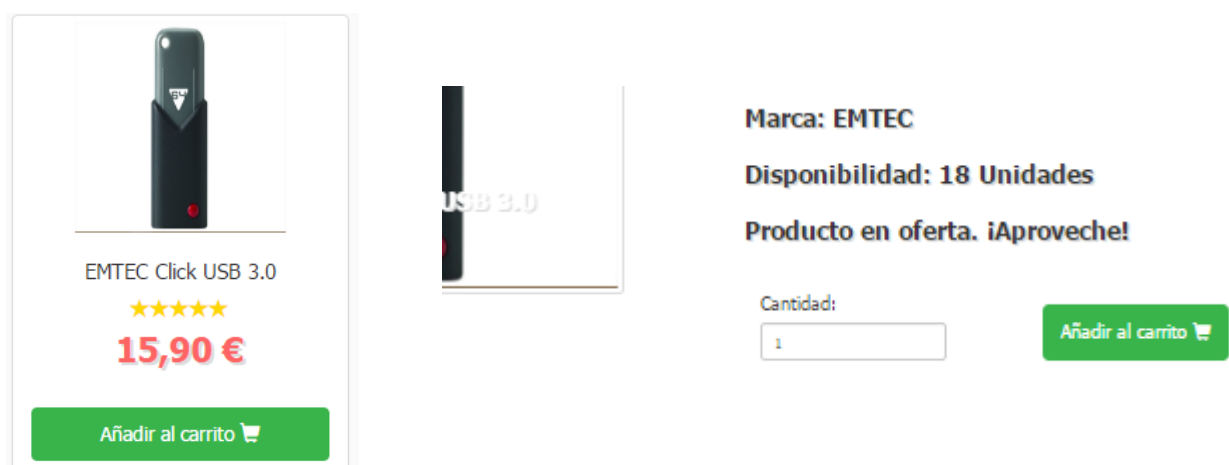 64
EMTEC Click USB 3.0
15,90 €
Añadir al carrito
USB 3.0
Marca: EMTEC
Disponibilidad: 18 Unidades
Producto en oferta. ¡Aproveche!
Cantidad:
1
Añadir al carrito